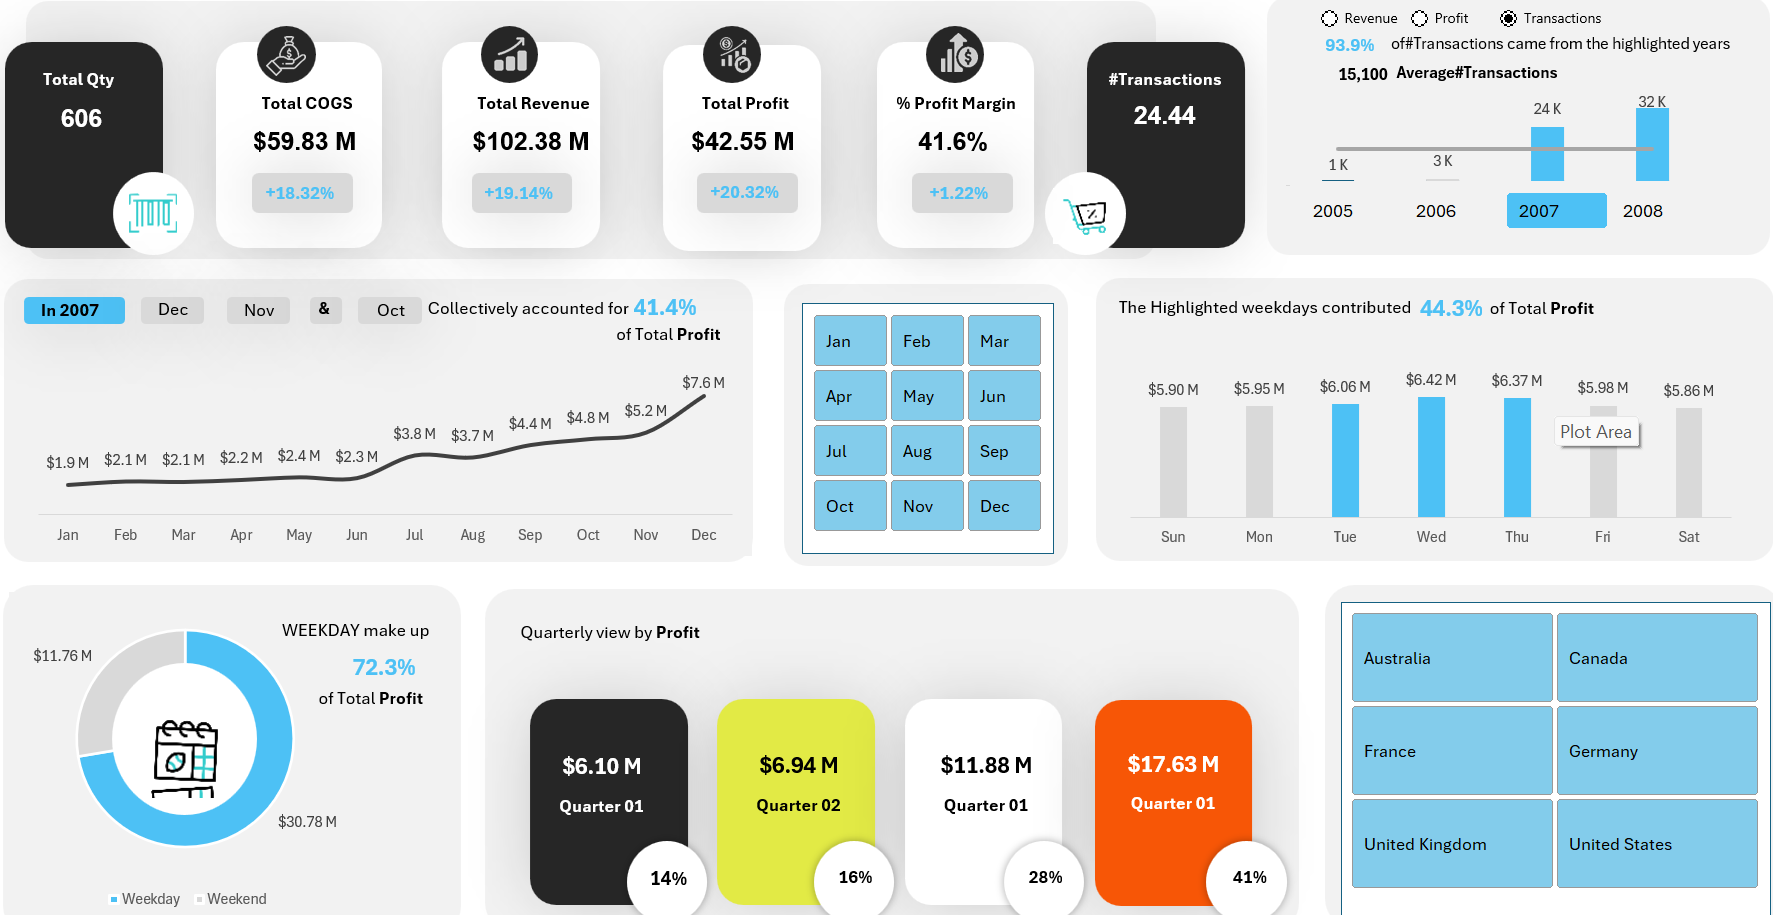 Total Qty
606
Total COGS
$59.83 M
+18.32%
Total Revenue
$102.38 M
+19.14%
Total Profit
$42.55 M
+20.32%
% Profit Margin
41.6%
+1.22%
#Transactions
24.44
Revenue Profit Transactions
93.9% of#Transactions came from the highlighted years
15,100 Average#Transactions
1 K 3 K 24 K 32 K
2005 2006 2007 2008
In 2007 Dec Nov & Oct Collectively accounted for 41.4%
of Total Profit
$1.9 M $2.1 M $2.1 M $2.2 M $2.4 M $2.3 M $3.8 M $3.7 M $4.4 M $4.8 M $5.2 M $7.6 M
Jan Feb Mar Apr May Jun Jul Aug Sep Oct Nov Dec
Jan Feb Mar
Apr May Jun
Jul Aug Sep
Oct Nov Dec
The Highlighted weekdays contributed 44.3% of Total Profit
$5.90 M $5.95 M $6.06 M $6.42 M $6.37 M $5.98 M $5.86 M
Plot Area
Sun Mon Tue Wed Thu Fri Sat
WEEKDAY make up
72.3%
of Total Profit
$11.76 M
$30.78 M
Weekday Weekend
Quarterly view by Profit
$6.10 M
Quarter 01
14%
$6.94 M
Quarter 02
16%
$11.88 M
Quarter 01
28%
$17.63 M
Quarter 01
41%
Australia Canada
France Germany
United Kingdom United States